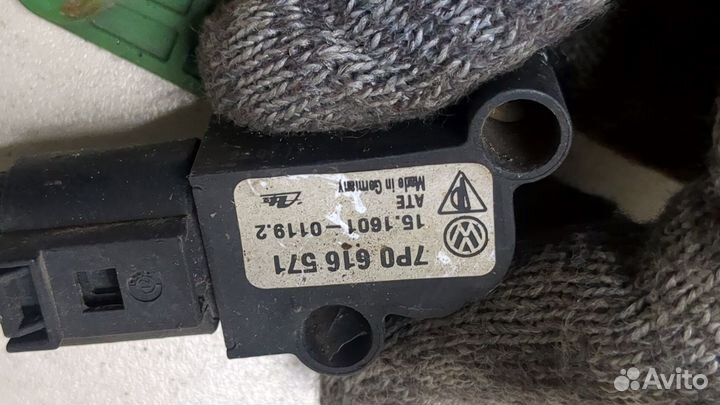 7P0 616 571
15.1601-0119.2
ATE
Made in Germany
Avito